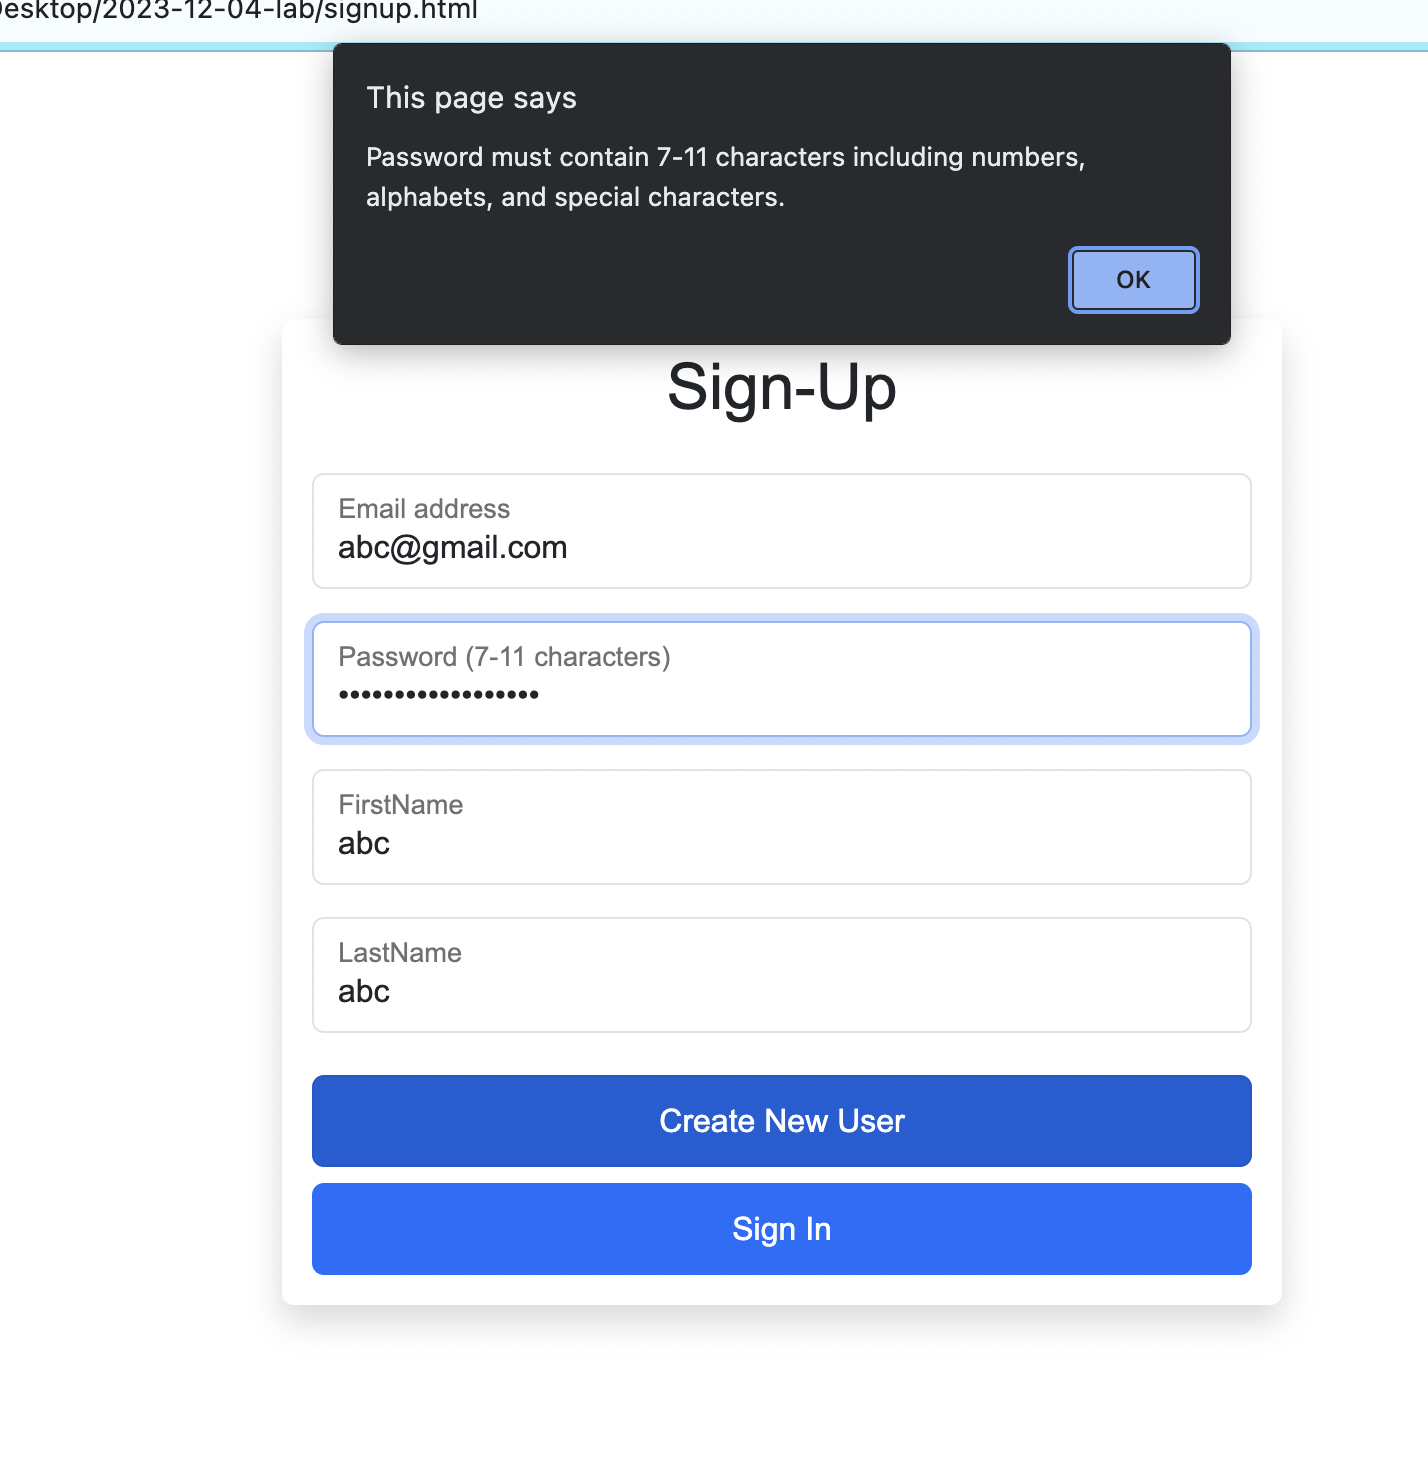 esktop/2023-12-04-lab/signup.html
This page says
Password must contain 7-11 characters including numbers,
alphabets, and special characters.
OK
Sign-Up
Email address
abc@gmail.com
Password (7-11 characters)
••••••••••••••••••
FirstName
abc
LastName
abc
Create New User
Sign In